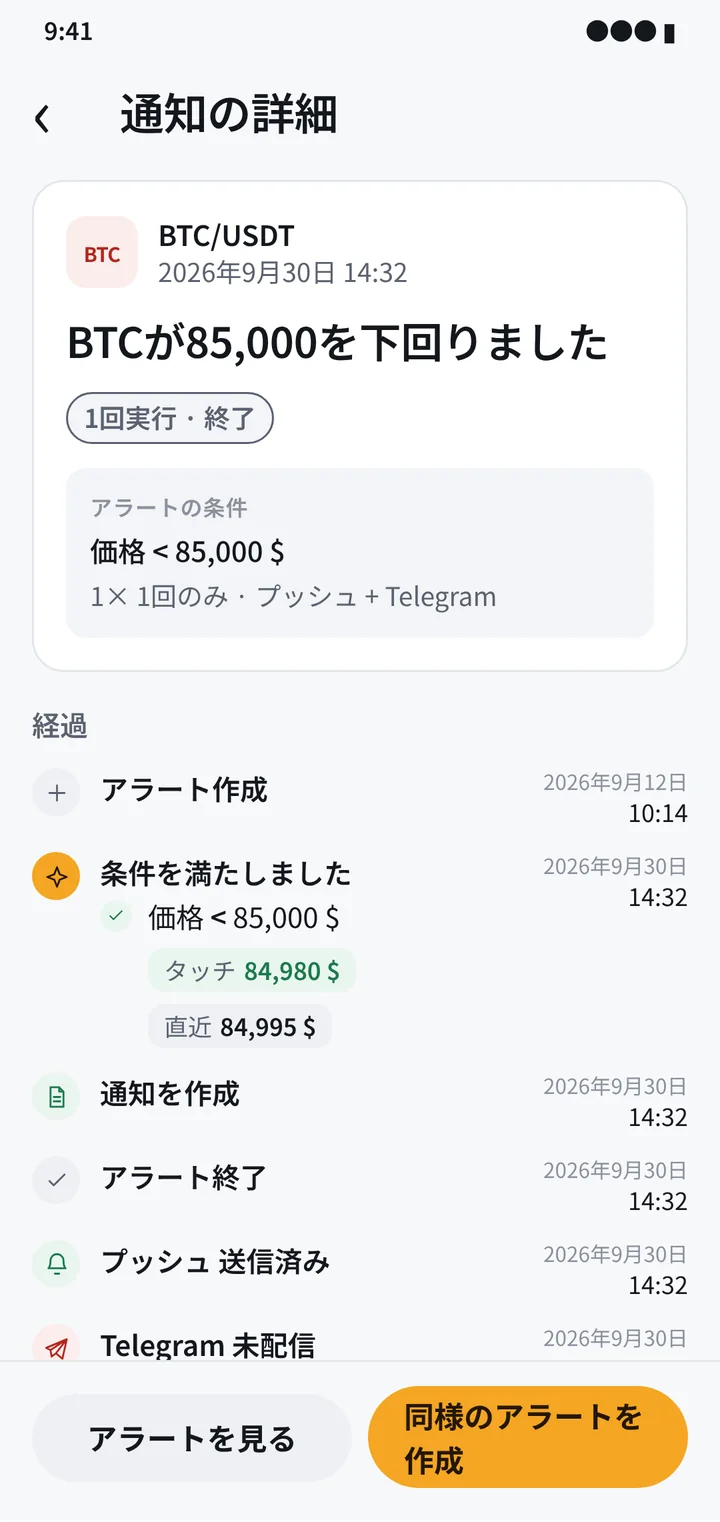 9:41
通知の詳細
BTC
BTC/USDT
2026年9月30日 14:32
BTCが85,000を下回りました
1回実行・終了
アラートの条件
価格 < 85,000 $
1× 1回のみ · プッシュ + Telegram
経過
アラート作成
2026年9月12日
10:14
条件を満たしました
2026年9月30日
14:32
価格 < 85,000 $
タッチ 84,980 $
直近 84,995 $
通知を作成
2026年9月30日
14:32
アラート終了
2026年9月30日
14:32
プッシュ 送信済み
2026年9月30日
14:32
Telegram 未配信
2026年9月30日
アラートを見る
同様のアラートを
作成